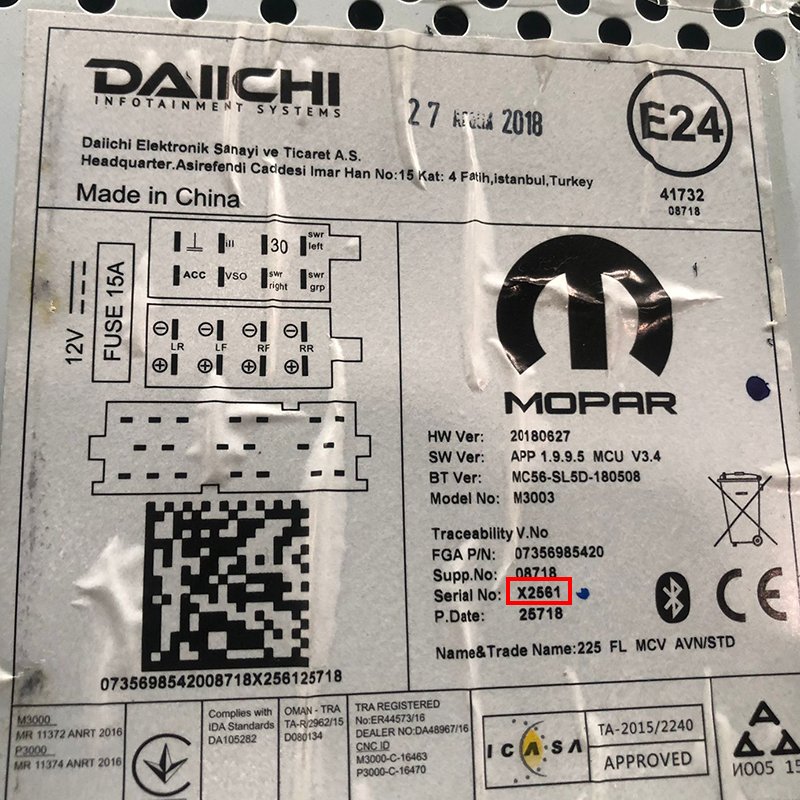 DAIICHI
INFOTAINMENT SYSTEMS
27 2018
E24
Daiichi Elektronik Sanayi ve Ticaret A.S.
Headquarter.Asirefendi Caddesi Imar Han No:15 Kat: 4 Fatih,istanbul,Turkey
Made in China
41732
08718
12V
FUSE 15A
ill 30 swr left
ACC VSO swr right swr grp
LR LF RF RR
MOPAR
HW Ver: 20180627
SW Ver: APP 1.9.9.5 MCU V3.4
BT Ver: MC56-SL5D-180508
Model No: M3003
Traceability V.No
FGA P/N: 07356985420
Supp.No: 08718
Serial No: X2561
P.Date: 25718
Name&Trade Name:225 FL MCV AVN/STD
CE
0735698542008718X256125718
M3000
MR 11372 ANRT 2016
P3000
MR 11374 ANRT 2016
Complies with
IDA Standards
DA105282
OMAN - TRA
TA-R/2962/15
D080134
TRA REGISTERED
No:ER44573/16
DEALER NO:DA48967/16
CNC ID
M3000-C-16463
P3000-C-16470
ICASA
TA-2015/2240
APPROVED
И005 15